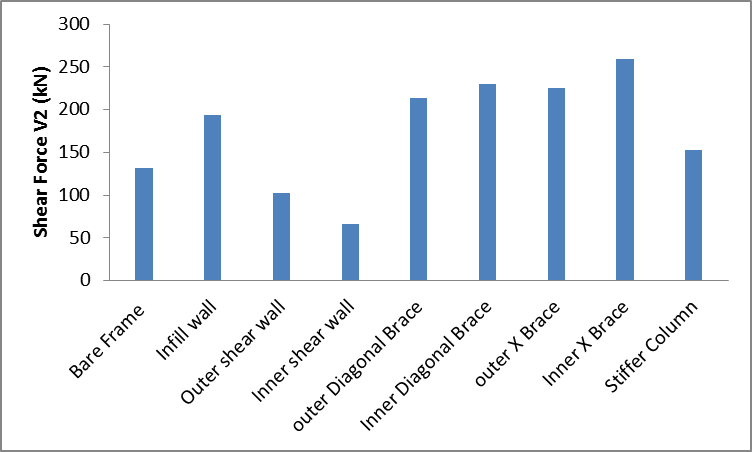 300
250
200
150
100
50
0
Shear Force V2 (kN)
Bare Frame
Infill wall
Outer shear wall
Inner shear wall
outer Diagonal Brace
Inner Diagonal Brace
outer X Brace
Inner X Brace
Stiffer Column